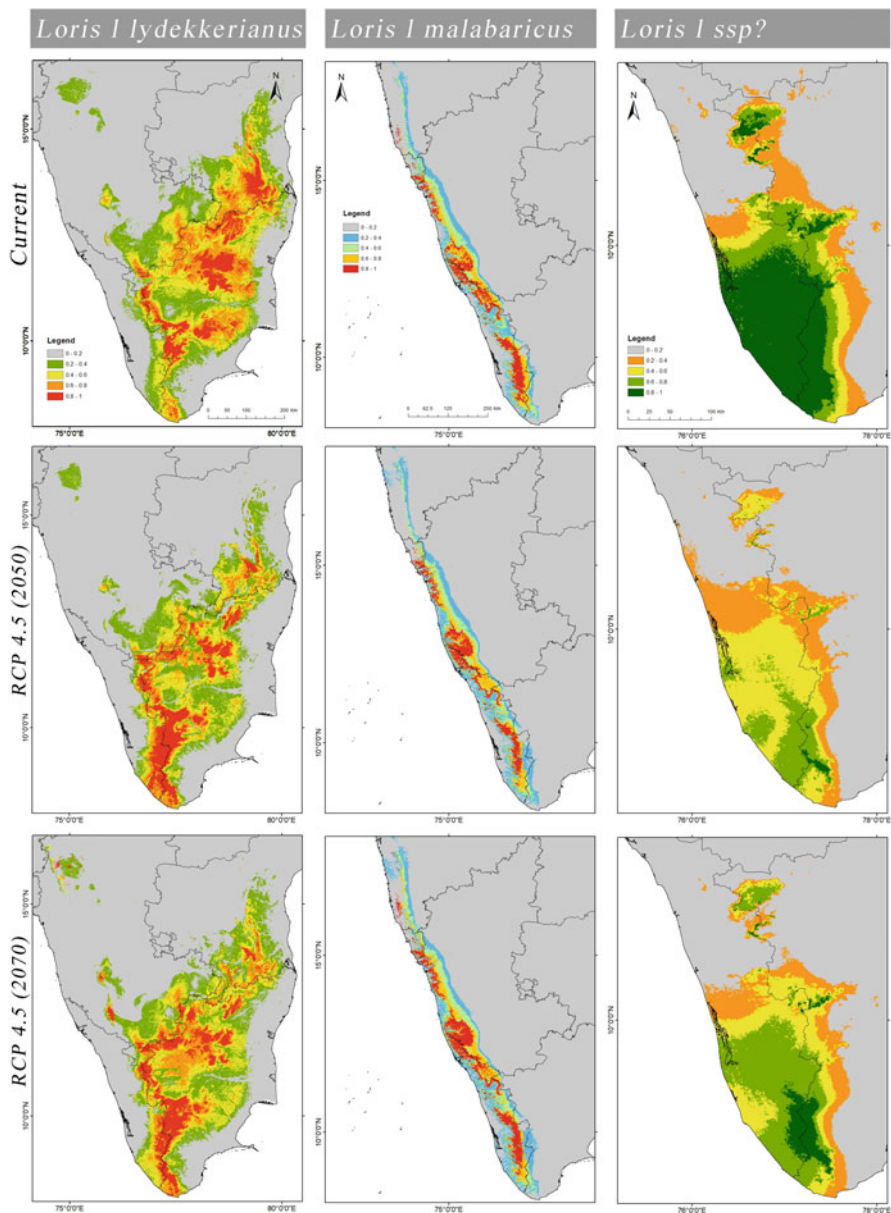 Loris l lydekkerianus
Loris l malabaricus
Loris l ssp?
Current
N
15°0'0"N
10°0'0"N
Legend
0 - 0.2
0.2 - 0.4
0.4 - 0.6
0.6 - 0.8
0.8 - 1
0 50 100 200 km
75°0'0"E
80°0'0"E
N
15°0'0"N
10°0'0"N
Legend
0 - 0.2
0.2 - 0.4
0.4 - 0.6
0.6 - 0.8
0.8 - 1
0 62.5 km
75°0'0"E
N
10°0'0"N
Legend
0 - 0.2
0.2 - 0.4
0.4 - 0.6
0.6 - 0.8
0.8 - 1
0 25 50 100 km
76°0'0"E
78°0'0"E
RCP 4.5 (2050)
15°0'0"N
10°0'0"N
75°0'0"E
80°0'0"E
15°0'0"N
10°0'0"N
75°0'0"E
10°0'0"N
76°0'0"E
78°0'0"E
RCP 4.5 (2070)
15°0'0"N
10°0'0"N
75°0'0"E
80°0'0"E
15°0'0"N
10°0'0"N
75°0'0"E
10°0'0"N
76°0'0"E
78°0'0"E